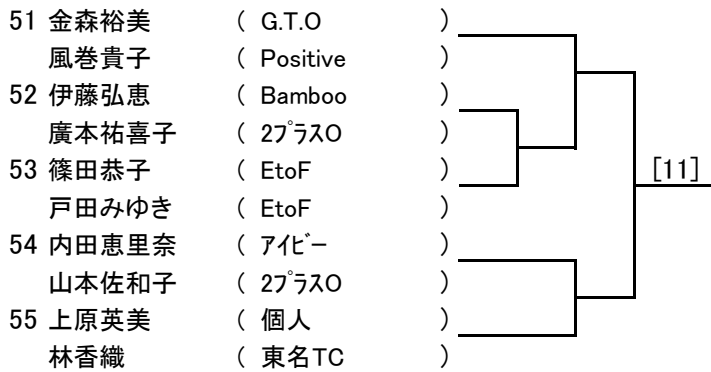 51 金森裕美 ( G.T.O )
風巻貴子 ( Positive )
52 伊藤弘恵 ( Bamboo )
廣本祐喜子 ( 2プラスO )
53 篠田恭子 ( EtoF )
[11]
戸田みゆき ( EtoF )
54 内田恵里奈 ( アイビー )
山本佐和子 ( 2プラスO )
55 上原英美 ( 個人 )
林香織 ( 東名TC )